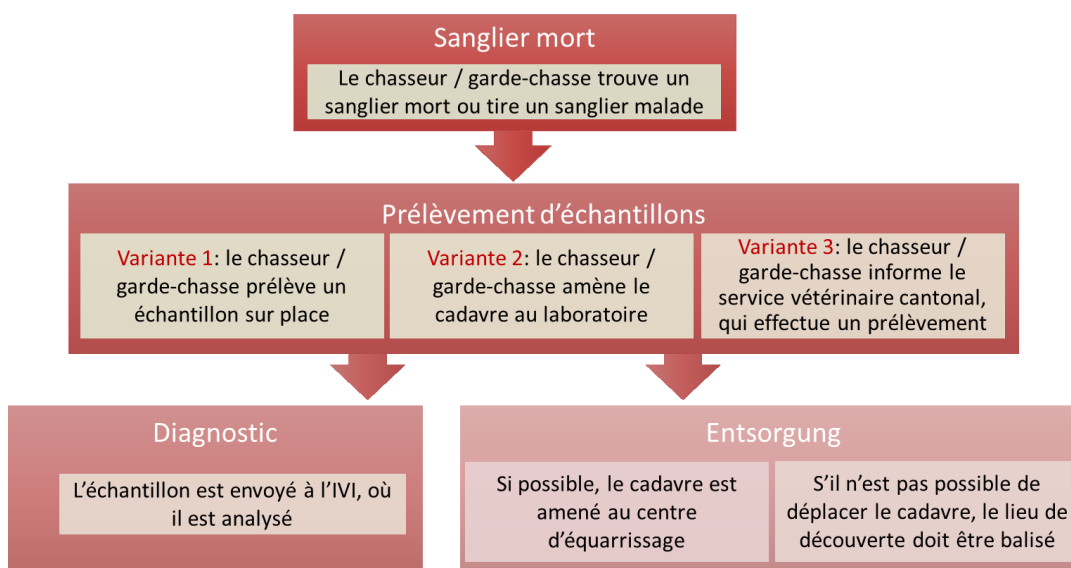 Sanglier mort
Le chasseur / garde-chasse trouve un
sanglier mort ou tire un sanglier malade
Prélèvement d'échantillons
Variante 1: le chasseur /
garde-chasse prélève un
échantillon sur place
Variante 2: le chasseur /
garde-chasse amène le
cadavre au laboratoire
Variante 3: le chasseur /
garde-chasse informe le
service vétérinaire cantonal,
qui effectue un prélèvement
Diagnostic
L'échantillon est envoyé à l'IVI, où
il est analysé
Entsorgung
Si possible, le cadavre est
amené au centre
d'équarrissage
S'il n'est pas possible de
déplacer le cadavre, le lieu de
découverte doit être balisé